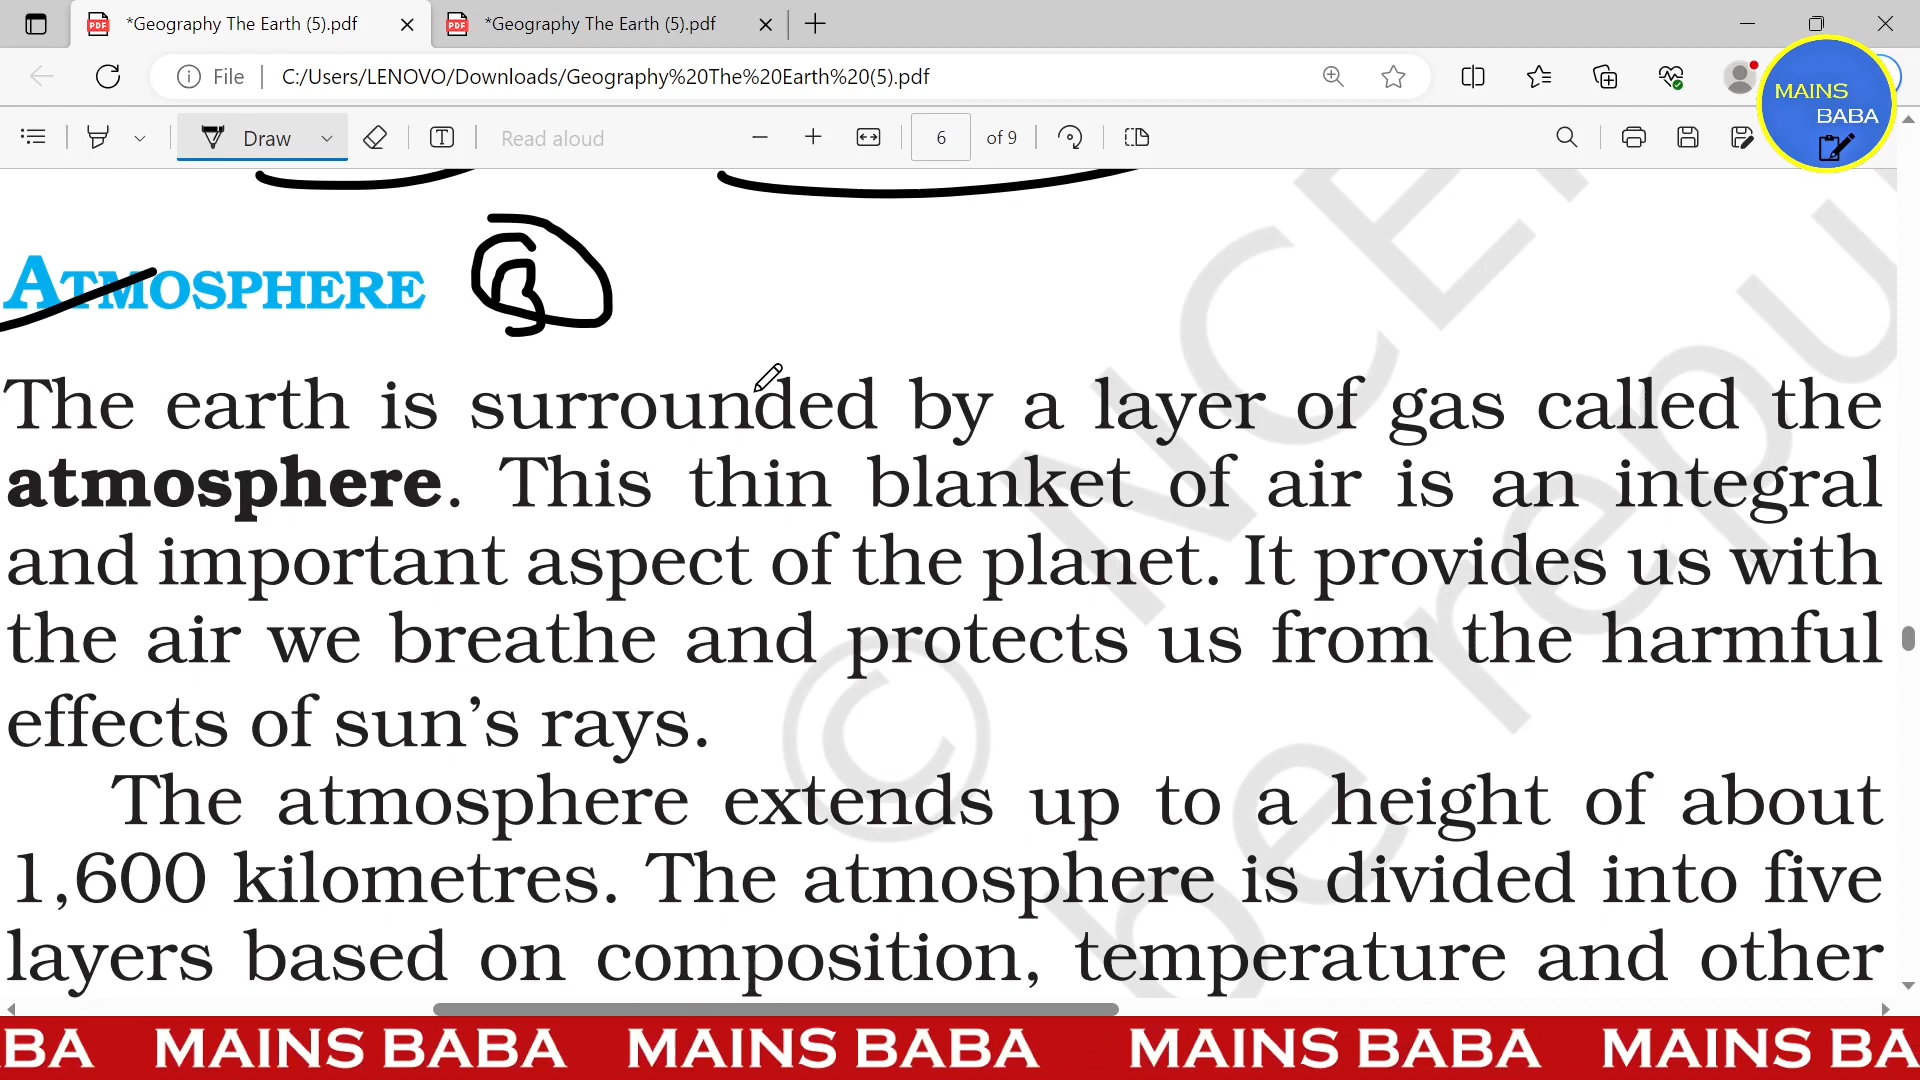 *Geography The Earth (5).pdf
*Geography The Earth (5).pdf
File
C:/Users/LENOVO/Downloads/Geography%20The%20Earth%20(5).pdf
MAINS
BABA
Draw
Read aloud
6
of 9
ATMOSPHERE
The earth is surrounded by a layer of gas called the
atmosphere. This thin blanket of air is an integral
and important aspect of the planet. It provides us with
the air we breathe and protects us from the harmful
effects of sun’s rays.
The atmosphere extends up to a height of about
1,600 kilometres. The atmosphere is divided into five
layers based on composition, temperature and other
© NCE
be repu
BA MAINS BABA MAINS BABA MAINS BABA MAINS BA